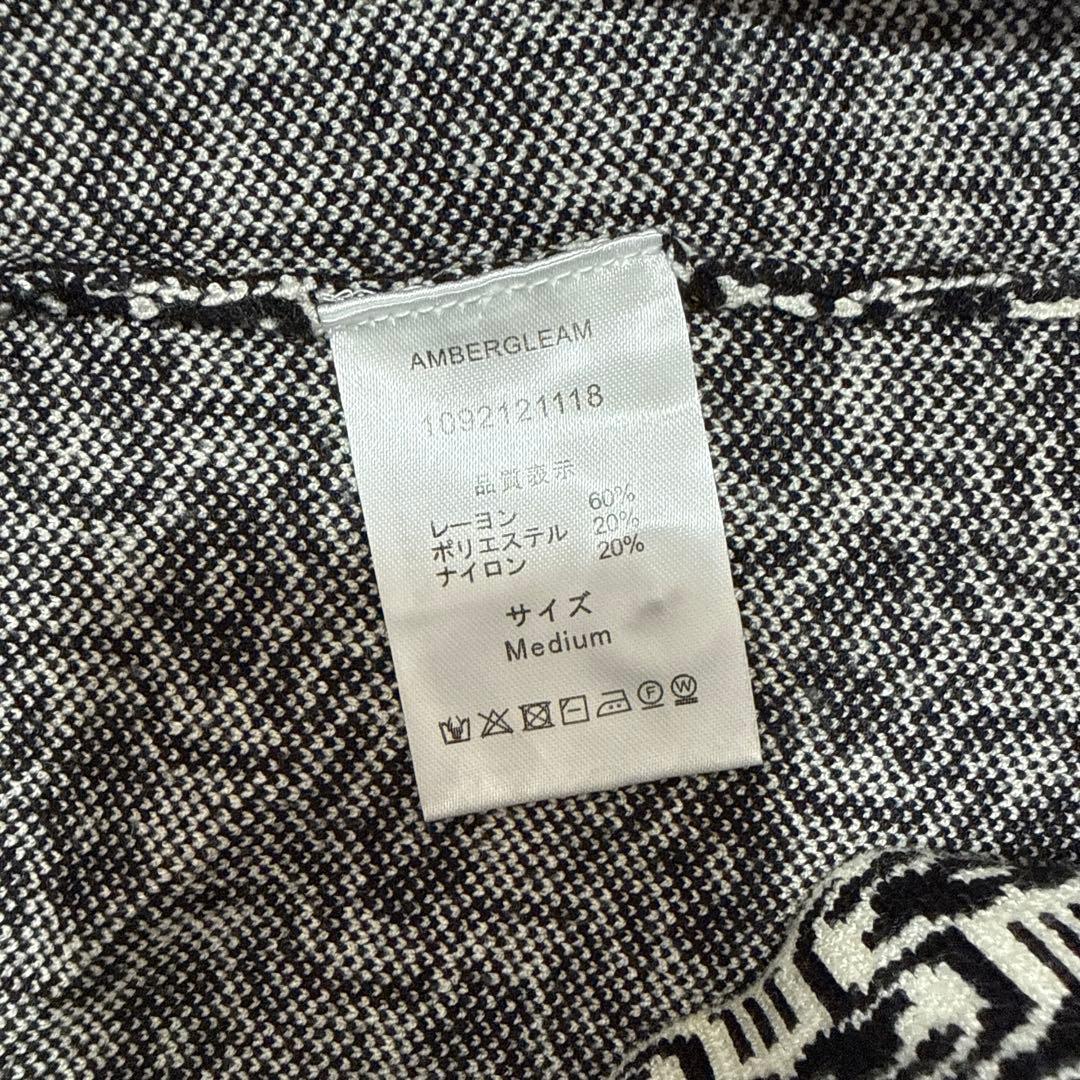 AMBERGLEAM
1092121118
品質表示
レーヨン 60%
ポリエステル 20%
ナイロン 20%
サイズ
Medium
F W